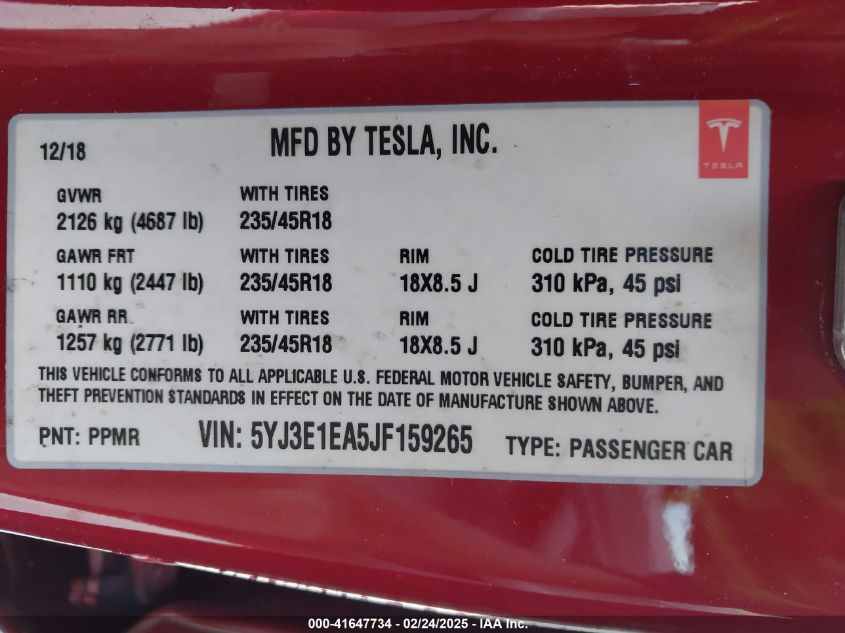 12/18 MFD BY TESLA, INC.
TESLA
GVWR WITH TIRES
2126 kg (4687 lb) 235/45R18
GAWR FRT WITH TIRES RIM COLD TIRE PRESSURE
1110 kg (2447 lb) 235/45R18 18X8.5 J 310 kPa, 45 psi
GAWR RR WITH TIRES RIM COLD TIRE PRESSURE
1257 kg (2771 lb) 235/45R18 18X8.5 J 310 kPa, 45 psi
THIS VEHICLE CONFORMS TO ALL APPLICABLE U.S. FEDERAL MOTOR VEHICLE SAFETY, BUMPER, AND
THEFT PREVENTION STANDARDS IN EFFECT ON THE DATE OF MANUFACTURE SHOWN ABOVE.
PNT: PPMR VIN: 5YJ3E1EA5JF159265 TYPE: PASSENGER CAR
000-41647734 - 02/24/2025 - IAA Inc.